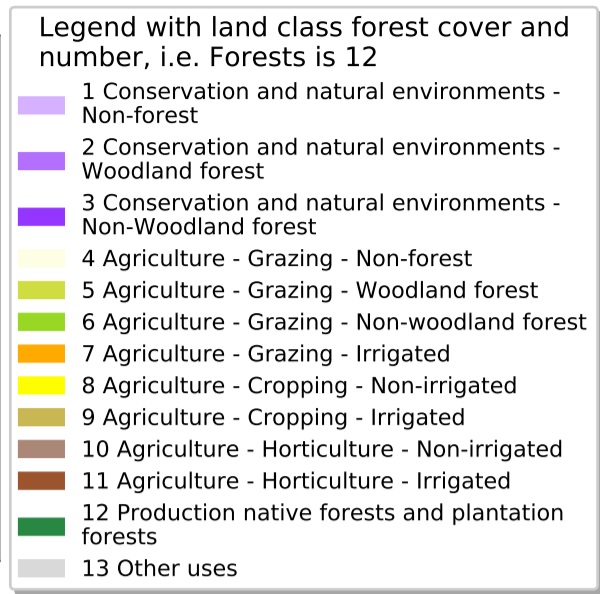 Legend with land class forest cover and
number, i.e. Forests is 12
1 Conservation and natural environments -
Non-forest
2 Conservation and natural environments -
Woodland forest
3 Conservation and natural environments -
Non-Woodland forest
4 Agriculture - Grazing - Non-forest
5 Agriculture - Grazing - Woodland forest
6 Agriculture - Grazing - Non-woodland forest
7 Agriculture - Grazing - Irrigated
8 Agriculture - Cropping - Non-irrigated
9 Agriculture - Cropping - Irrigated
10 Agriculture - Horticulture - Non-irrigated
11 Agriculture - Horticulture - Irrigated
12 Production native forests and plantation
forests
13 Other uses